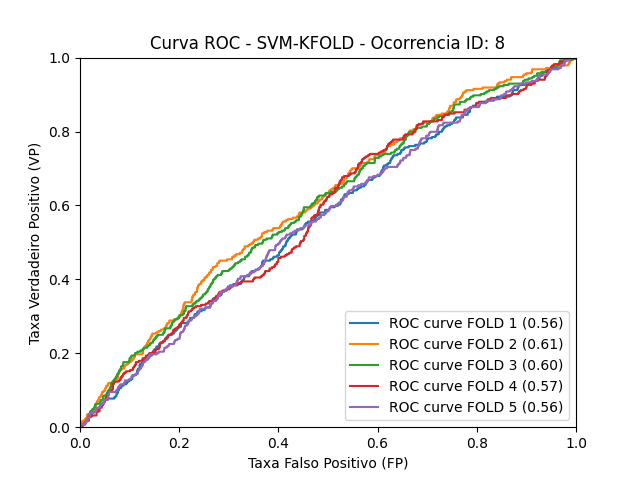 Curva ROC - SVM-KFOLD - Ocorrencia ID: 8
Taxa Verdadeiro Positivo (VP)
1.0
0.8
0.6
0.4
0.2
0.0
ROC curve FOLD 1 (0.56)
ROC curve FOLD 2 (0.61)
ROC curve FOLD 3 (0.60)
ROC curve FOLD 4 (0.57)
ROC curve FOLD 5 (0.56)
0.0 0.2 0.4 0.6 0.8 1.0
Taxa Falso Positivo (FP)